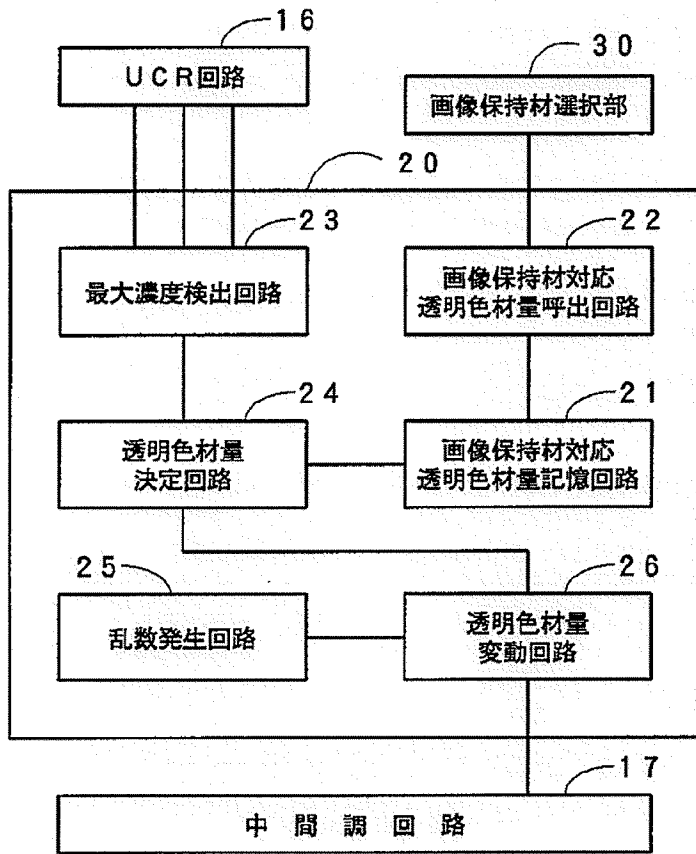 16
UCR回路
30
画像保持材選択部
20
23
最大濃度検出回路
22
画像保持材対応
透明色材量呼出回路
24
透明色材量
決定回路
21
画像保持材対応
透明色材量記憶回路
25
乱数発生回路
26
透明色材量
変動回路
17
中間調回路